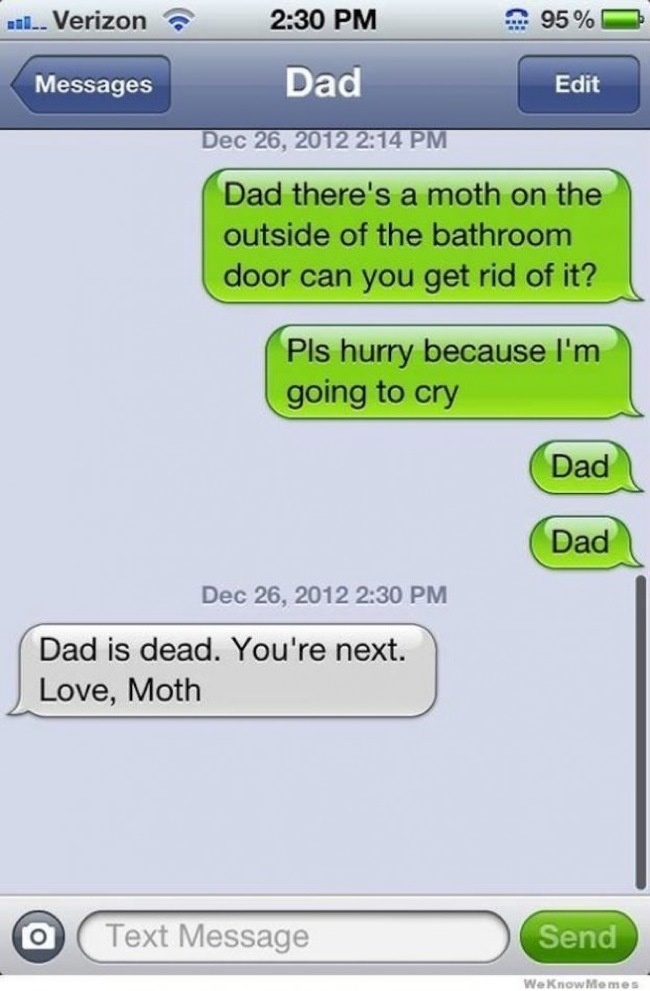 Verizon 2:30 PM 95%
Messages Dad Edit
Dec 26, 2012 2:14 PM
Dad there's a moth on the
outside of the bathroom
door can you get rid of it?
Pls hurry because I'm
going to cry
Dad
Dad
Dec 26, 2012 2:30 PM
Dad is dead. You're next.
Love, Moth
Text Message Send
WeKnowMemes